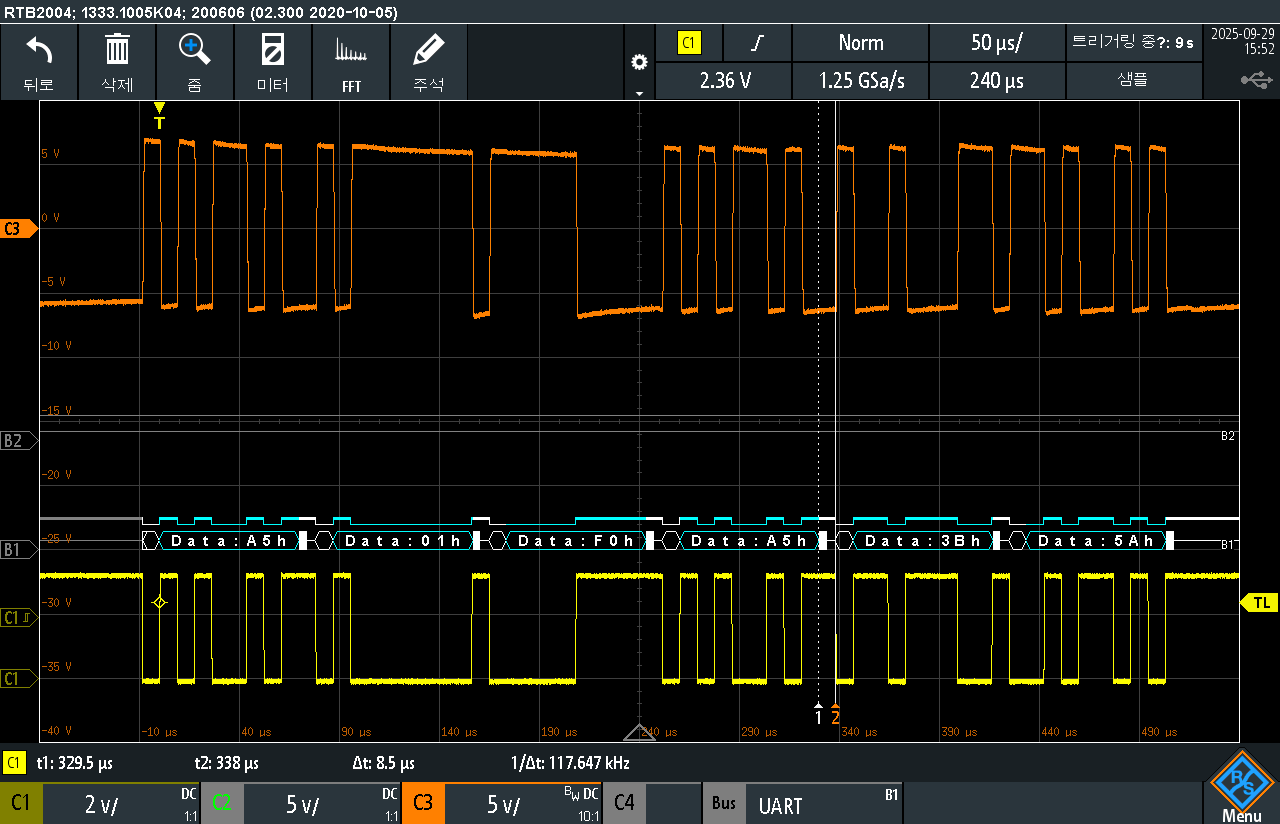 RTB2004; 1333.1005K04; 200606 (02.300 2020-10-05)
뒤로 삭제 줌 미터 FFT 주석
C1 Norm 50 µs/ 트리거링 중?: 9 s 2025-09-29 15:52
2.36 V 1.25 GSa/s 240 µs 샘플
T
5 V
C3
0 V
-5 V
-10 V
-15 V
B2 B2
-20 V
-25 V
B1 Data:A5h Data:01h Data:F0h Data:A5h Data:3Bh Data:5Ah B1
-30 V
C1 TL
-35 V
C1
1 2
-40 V -10 µs 40 µs 90 µs 140 µs 190 µs 240 µs 290 µs 340 µs 390 µs 440 µs 490 µs
C1 t1: 329.5 µs t2: 338 µs Δt: 8.5 µs 1/Δt: 117.647 kHz
C1 2 V/ DC 1:1 C2 5 V/ DC 1:1 C3 5 V/ BW DC 10:1 C4 Bus UART B1
R S
Menu